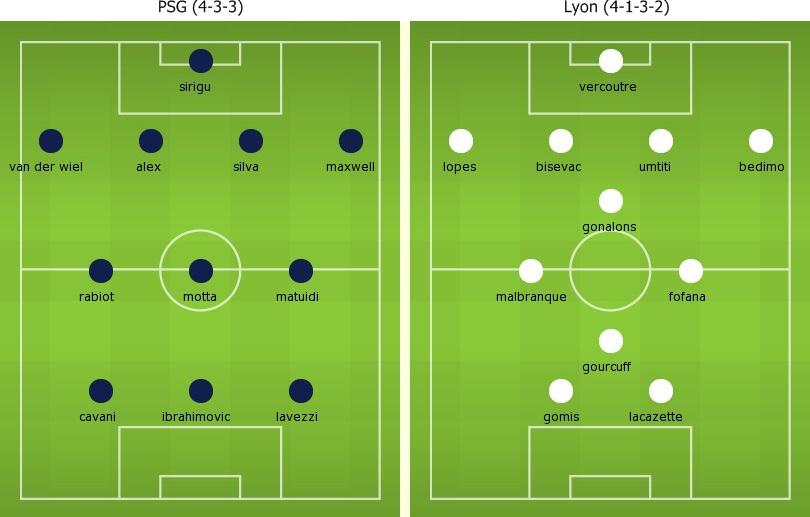 PSG (4-3-3)
sirigu
van der wiel alex silva maxwell
rabiot motta matuidi
cavani ibrahimovic lavezzi
Lyon (4-1-3-2)
vercoutre
lopes bisevac umtiti bedimo
gonalons
malbranque fofana
gourcuff
gomis lacazette